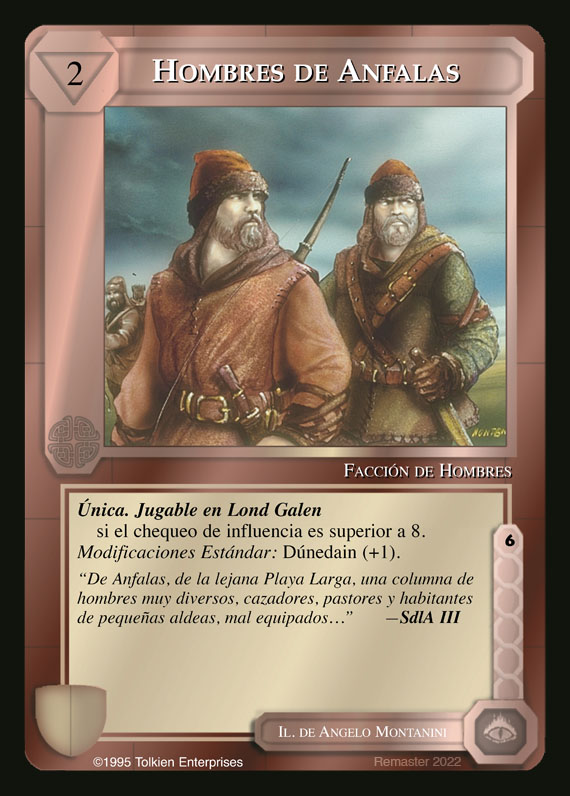 2
HOMBRES DE ANFALAS
MONTER
FACCIÓN DE HOMBRES
Única. Jugable en Lond Galen
si el chequeo de influencia es superior a 8.
Modificaciones Estándar: Dúnedain (+1).
“De Anfalas, de la lejana Playa Larga, una columna de
hombres muy diversos, cazadores, pastores y habitantes
de pequeñas aldeas, mal equipados…” —SdlA III
6
IL. DE ANGELO MONTANINI
©1995 Tolkien Enterprises
Remaster 2022